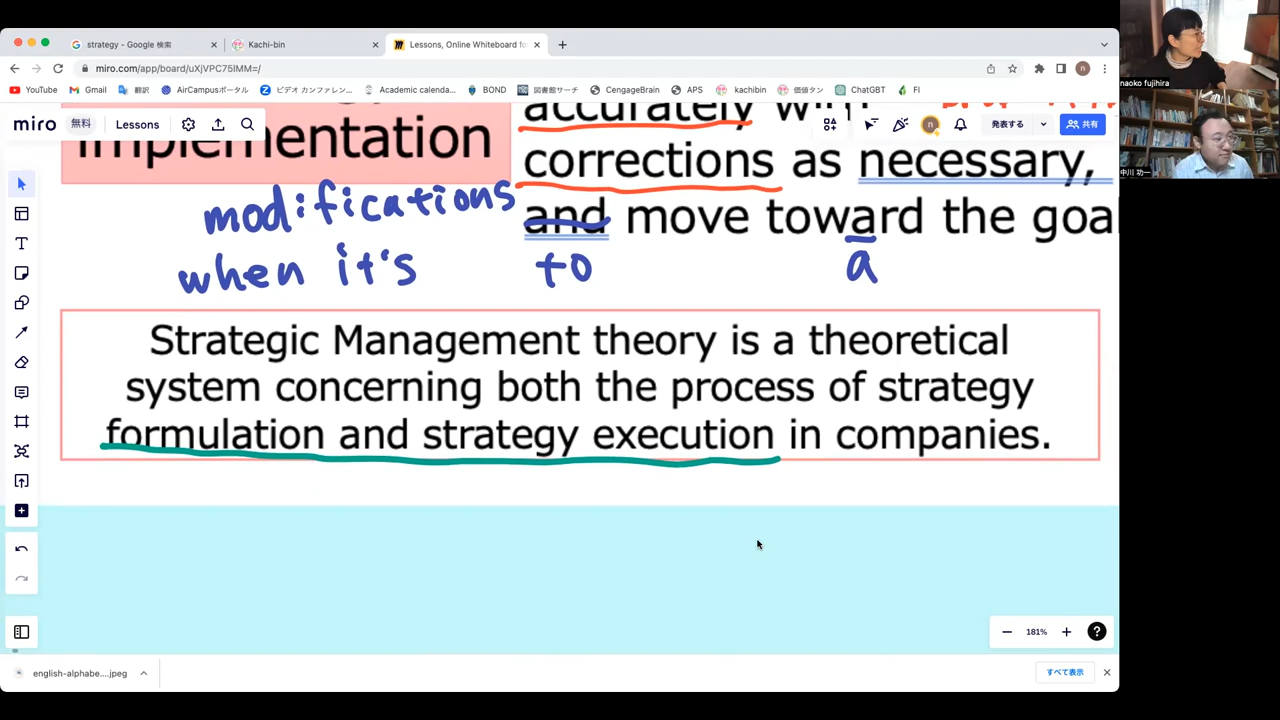 strategy - Google 検索
Kachi-bin
Lessons, Online Whiteboard fo
miro.com/app/board/uXjVPC75IMM=/
YouTube
Gmail
翻訳
AirCampusポータル
ビデオ カンファレン...
Academic calenda...
BOND
図書館サーチ
CengageBrain
APS
kachibin
価値タン
ChatGBT
FI
miro
無料
Lessons
発表する
共有
implementation
accurately with
corrections as necessary,
and move toward the goa
modifications
when it's
to
a
Strategic Management theory is a theoretical
system concerning both the process of strategy
formulation and strategy execution in companies.
181%
english-alphabe....jpeg
すべて表示
naoko fujihira
中川 功一